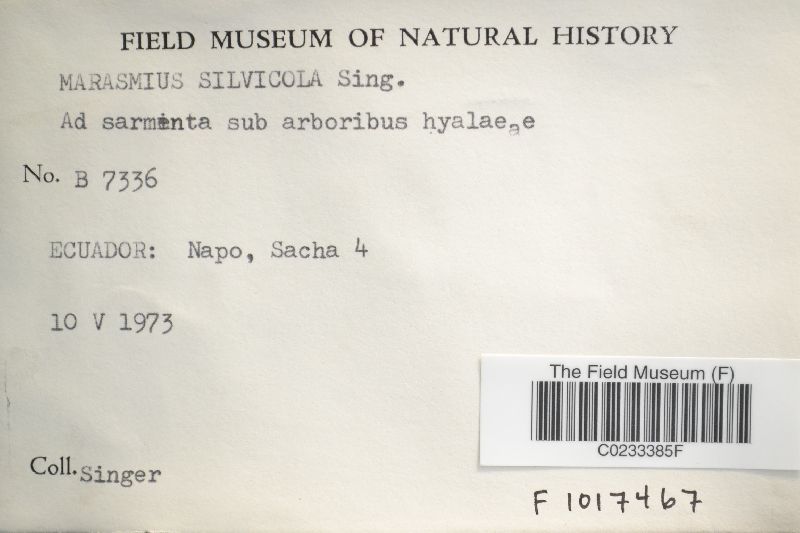 FIELD MUSEUM OF NATURAL HISTORY
MARASMIUS SILVICOLA Sing.
Ad sarmenta sub arboribus hyalaeae
No. B 7336
ECUADOR: Napo, Sacha 4
10 V 1973
The Field Museum (F)
C0233385F
Coll. Singer
F 1017467